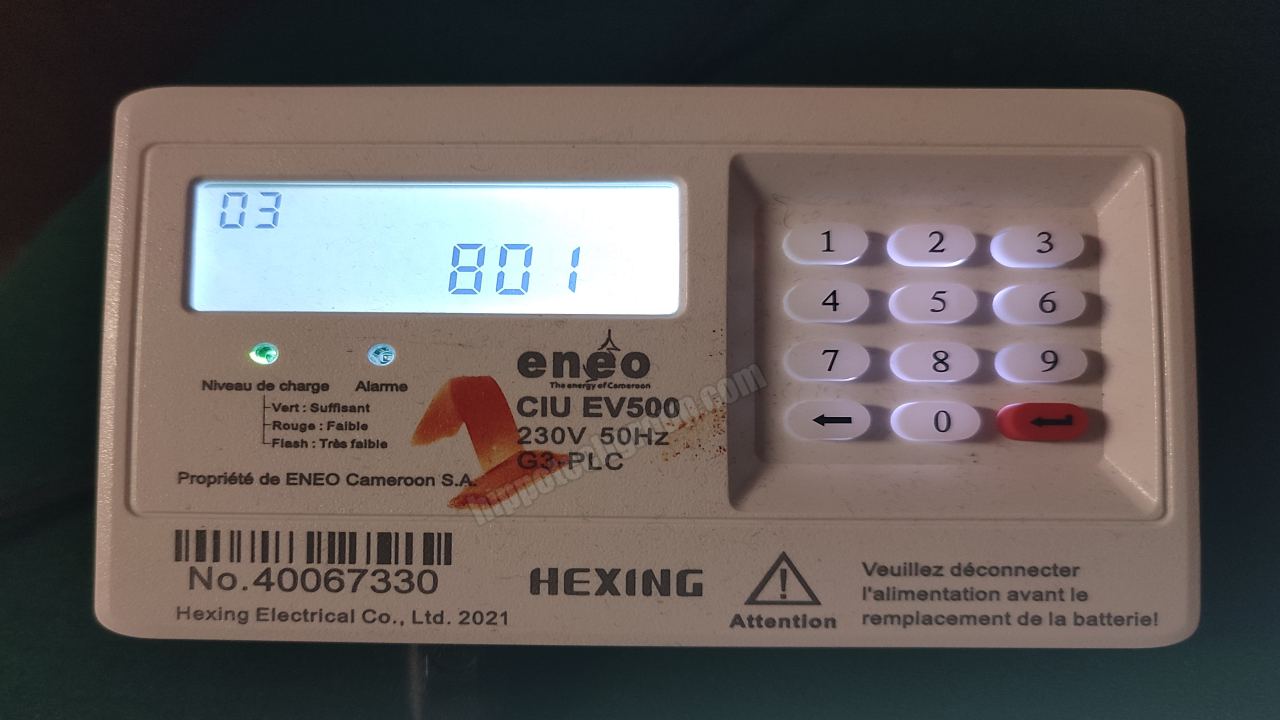 03
801
Niveau de charge
Alarme
Vert : Suffisant
Rouge : Faible
Flash : Très faible
Propriété de ENEO Cameroon S.A.
eneo
The energy of Cameroon
CIU EV500
230V 50Hz
G3-PLC
1 2 3
4 5 6
7 8 9
0
No.40067330
Hexing Electrical Co., Ltd. 2021
HEXING
Attention
Veuillez déconnecter
l'alimentation avant le
remplacement de la batterie!